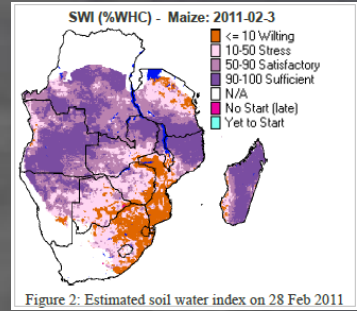 SWI (%WHC) - Maize: 2011-02-3
<= 10 Wilting
10-50 Stress
50-90 Satisfactory
90-100 Sufficient
N/A
No Start (late)
Yet to Start
Figure 2: Estimated soil water index on 28 Feb 2011